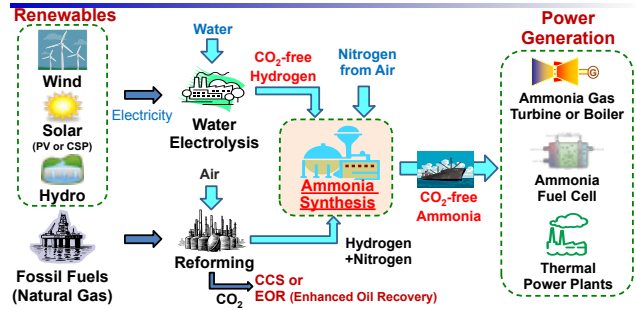 Renewables
Wind
Solar
(PV or CSP)
Hydro
Fossil Fuels
(Natural Gas)
Electricity
Water
Water
Electrolysis
CO2-free
Hydrogen
Nitrogen
from Air
Ammonia
Synthesis
Air
Reforming
Hydrogen
+Nitrogen
CO2
CCS or
EOR (Enhanced Oil Recovery)
CO2-free
Ammonia
Power
Generation
G
Ammonia Gas
Turbine or Boiler
Ammonia
Fuel Cell
Thermal
Power Plants